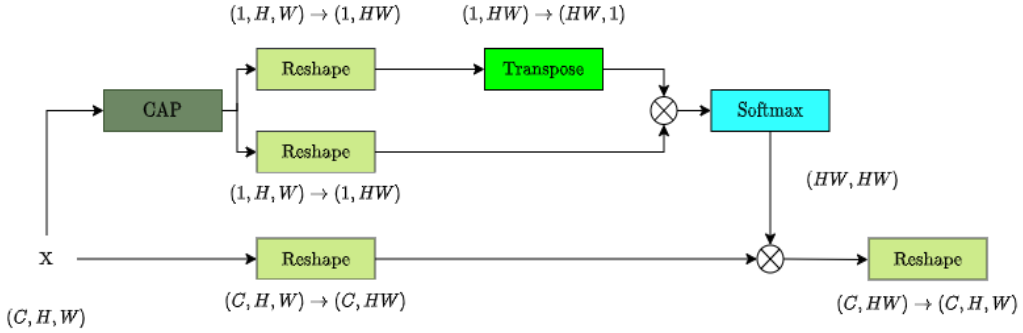 (1, H, W) → (1, HW)
(1, HW) → (HW, 1)
Reshape
Transpose
CAP
Softmax
Reshape
(1, H, W) → (1, HW)
(HW, HW)
x
Reshape
Reshape
(C, H, W) → (C, HW)
(C, HW) → (C, H, W)
(C, H, W)